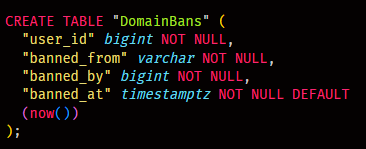 CREATE TABLE "DomainBans" (
"user_id" bigint NOT NULL,
"banned_from" varchar NOT NULL,
"banned_by" bigint NOT NULL,
"banned_at" timestamptz NOT NULL DEFAULT
(now())
);